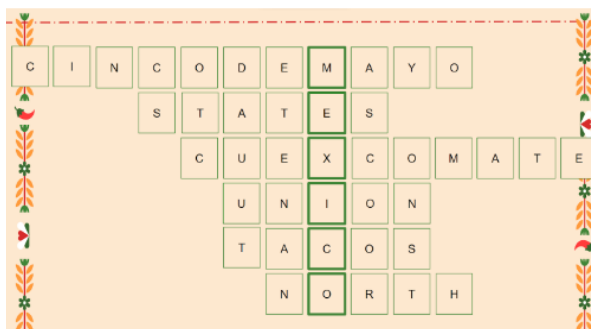 CINCODEMAYO
STATES
CUEXCOMATE
UNION
TACOS
NORTH